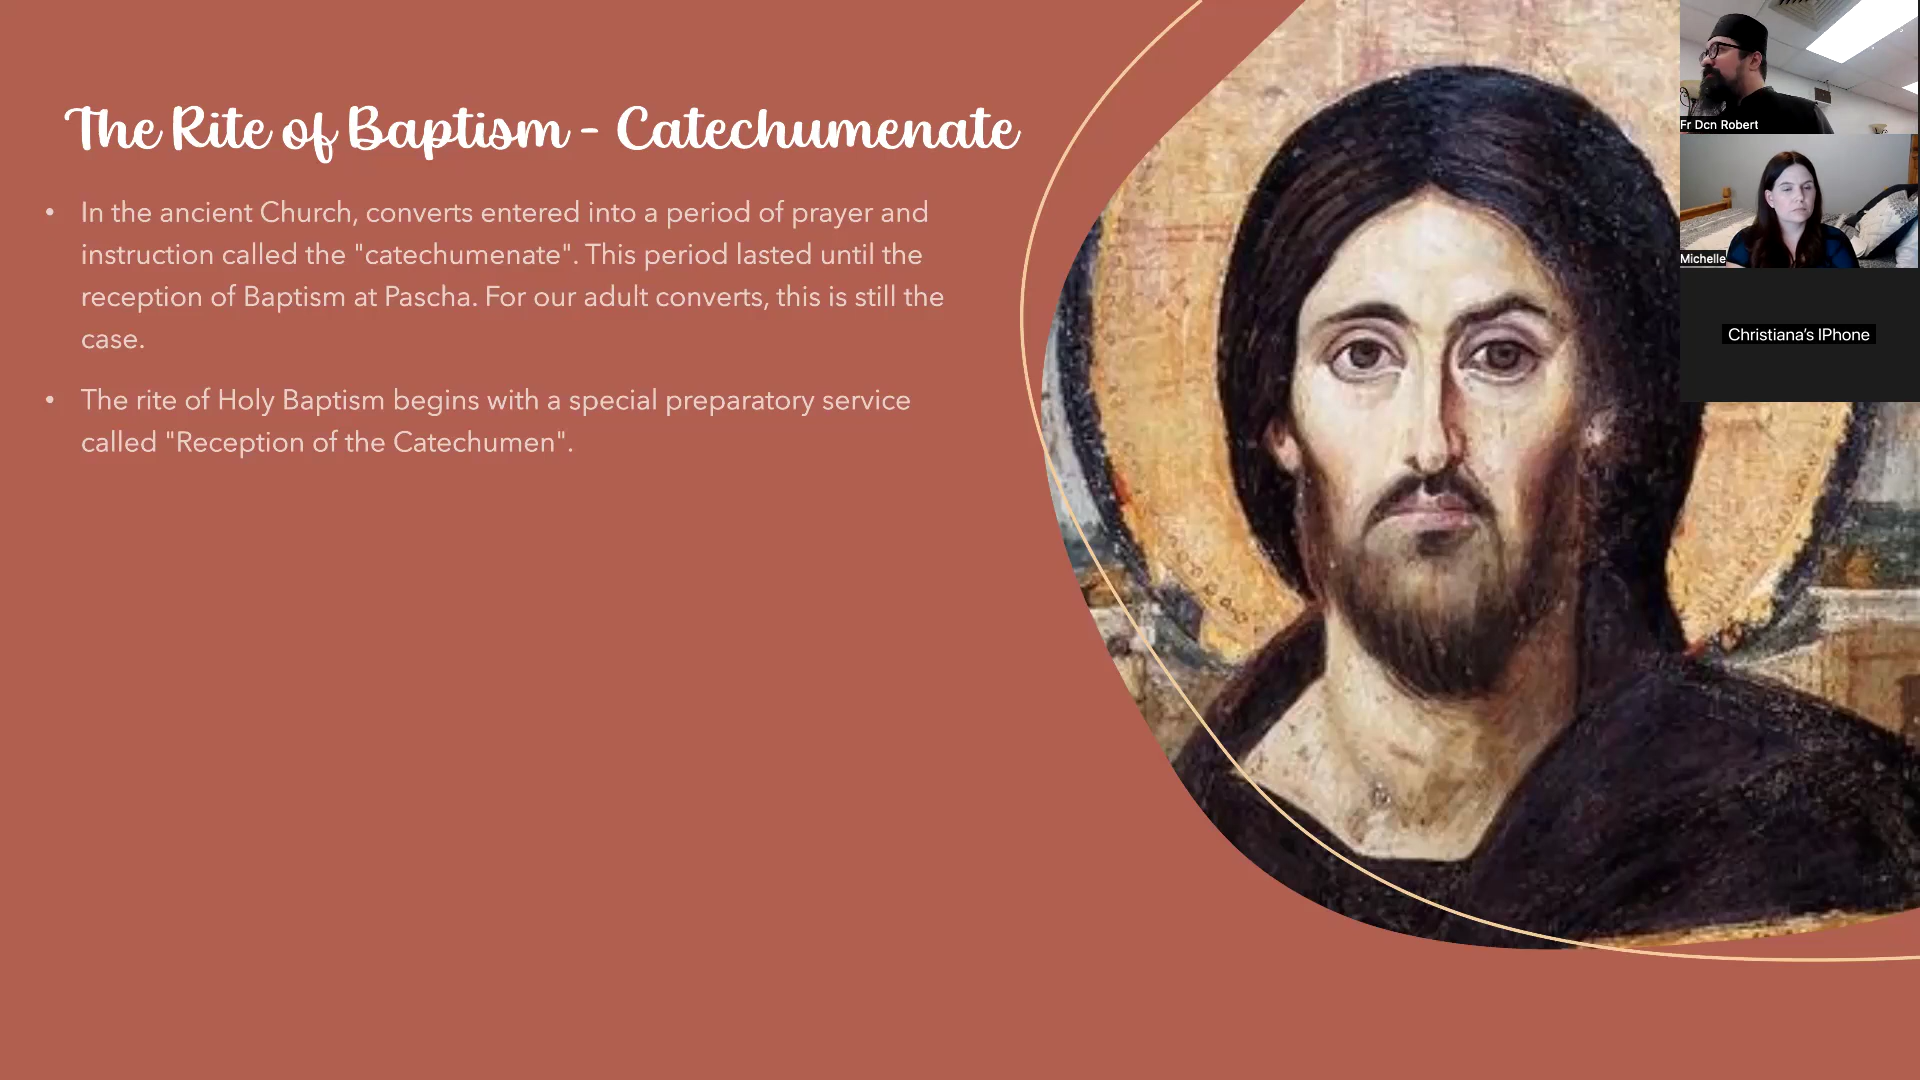 The Rite of Baptism - Catechumenate
• In the ancient Church, converts entered into a period of prayer and
instruction called the "catechumenate". This period lasted until the
reception of Baptism at Pascha. For our adult converts, this is still the
case.
• The rite of Holy Baptism begins with a special preparatory service
called "Reception of the Catechumen".
Fr Dcn Robert
Michelle
Christiana's IPhone